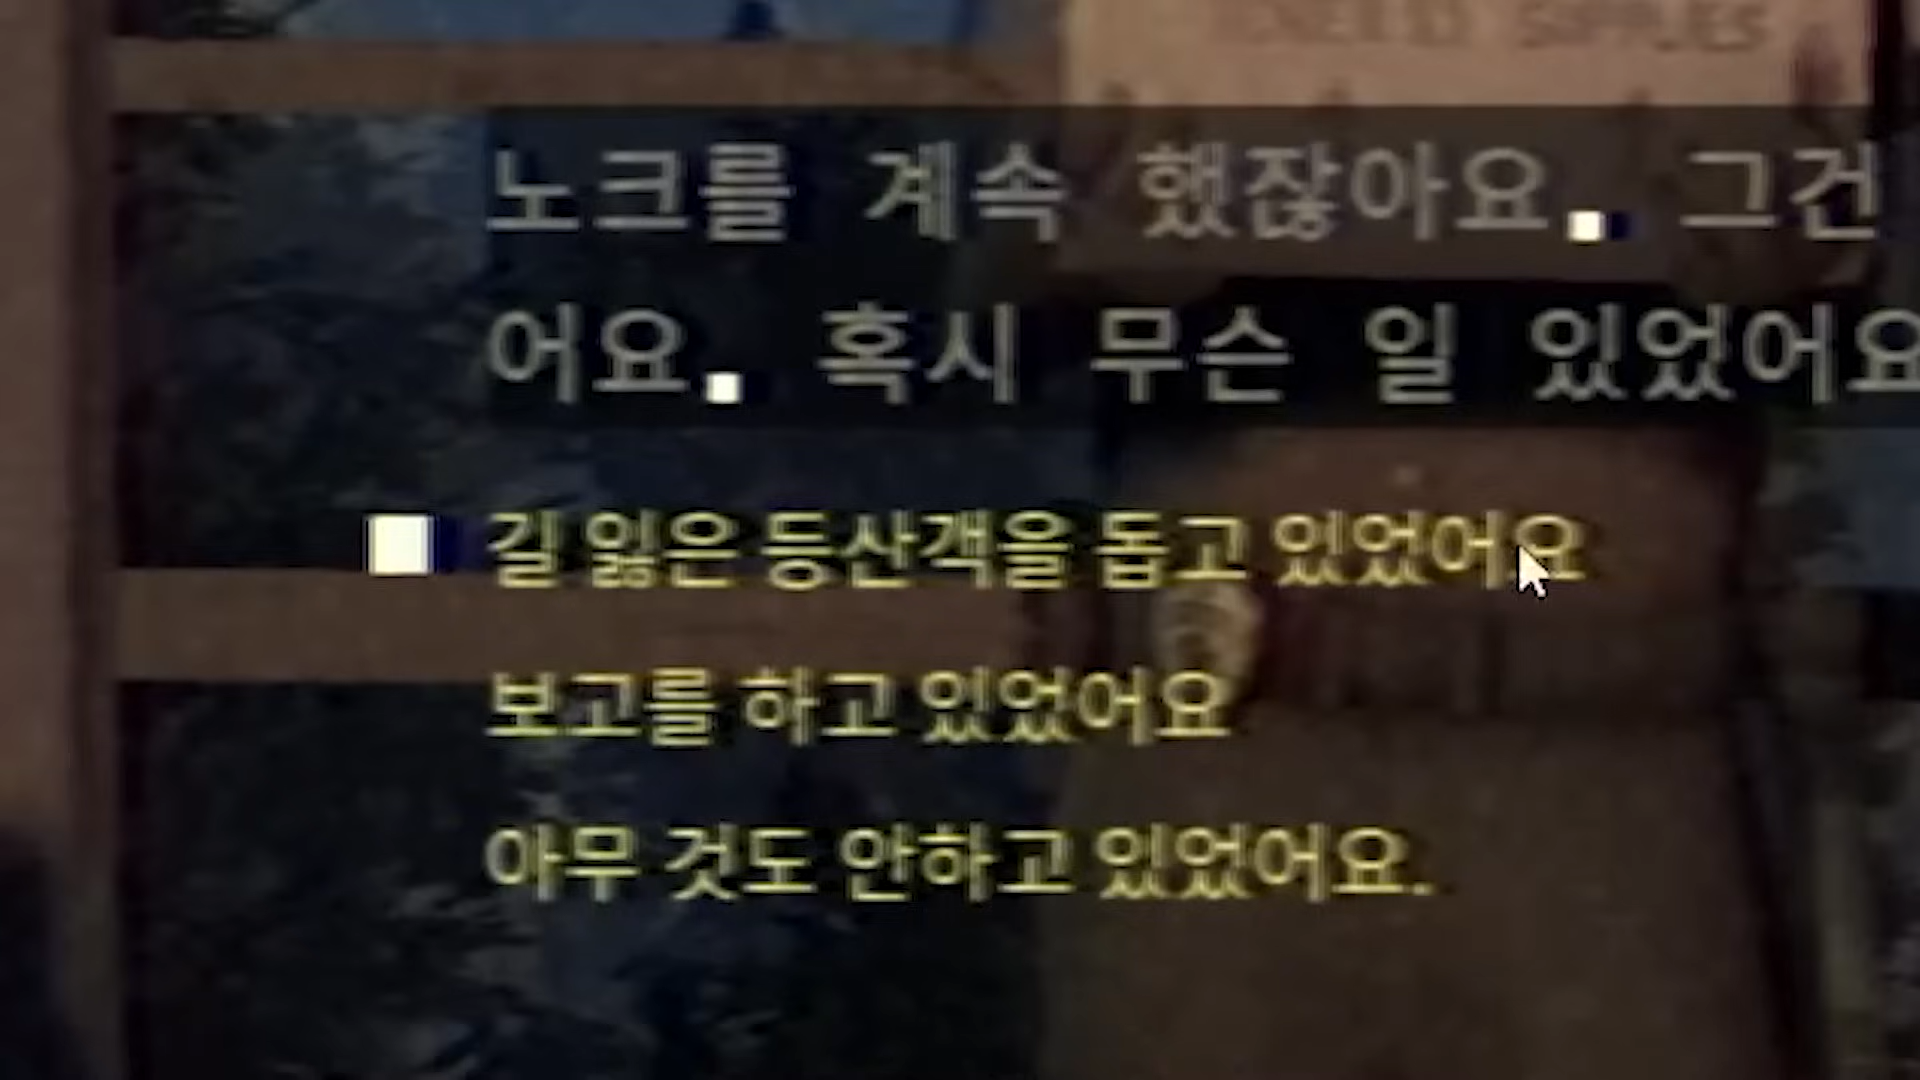 노크를 계속 했잖아요. 그건
어요. 혹시 무슨 일 있었어요
길 잃은 등산객을 돕고 있었어요
보고를 하고 있었어요
아무 것도 안하고 있었어요.